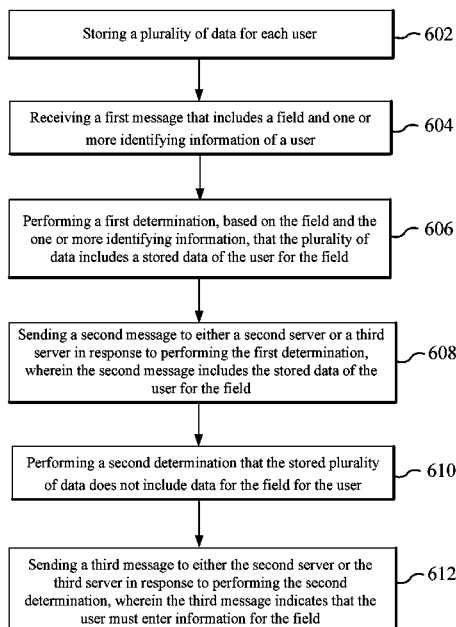 Storing a plurality of data for each user
602
Receiving a first message that includes a field and one or
more identifying information of a user
604
Performing a first determination, based on the field and the
one or more identifying information, that the plurality of
data includes a stored data of the user for the field
606
Sending a second message to either a second server or a third
server in response to performing the first determination,
wherein the second message includes the stored data of the
user for the field
608
Performing a second determination that the stored plurality
of data does not include data for the field for the user
610
Sending a third message to either the second server or the
third server in response to performing the second
determination, wherein the third message indicates that the
user must enter information for the field
612